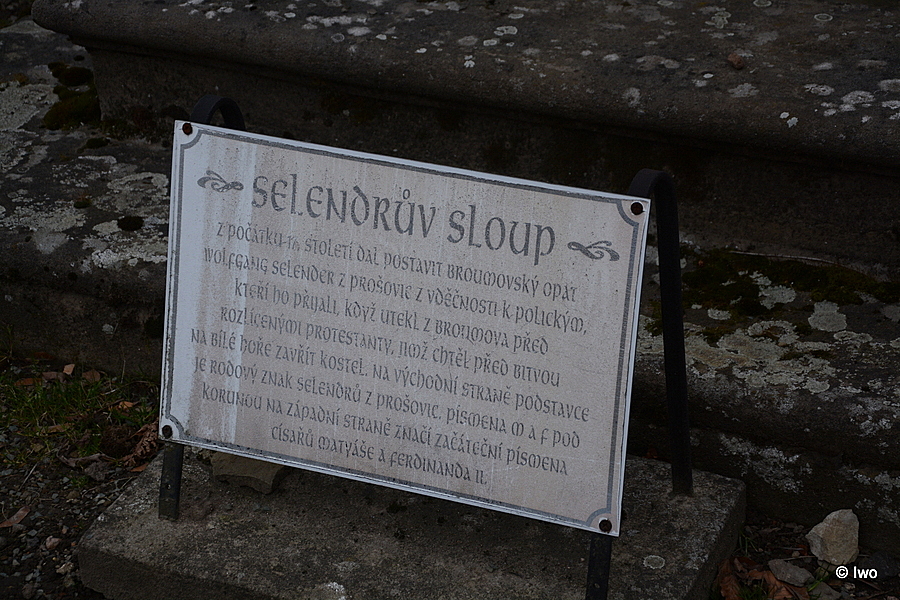 SELENDRŮV SLOUP
Z POČÁTKU 17. STOLETÍ DAL POSTAVIT BROUMOVSKÝ OPAT
WOLFGANG SELENDER Z PROŠOVIC Z VDĚČNOSTI K POLICKÝM,
KTEŘÍ HO PŘIJALI, KDYŽ UTEKL Z BROUMOVA PŘED
ROZLÍCENÝMI PROTESTANTY, JIMŽ CHTĚL PŘED BITVOU
NA BÍLÉ HOŘE ZAVŘÍT KOSTEL. NA VÝCHODNÍ STRANĚ PODSTAVCE
JE RODOVÝ ZNAK SELENDRŮ Z PROŠOVIC. PÍSMENA M A F POD
KORUNOU NA ZÁPADNÍ STRANĚ ZNAČÍ ZAČÁTEČNÍ PÍSMENA
CÍSAŘŮ MATYÁŠE A FERDINANDA II.
© Iwo